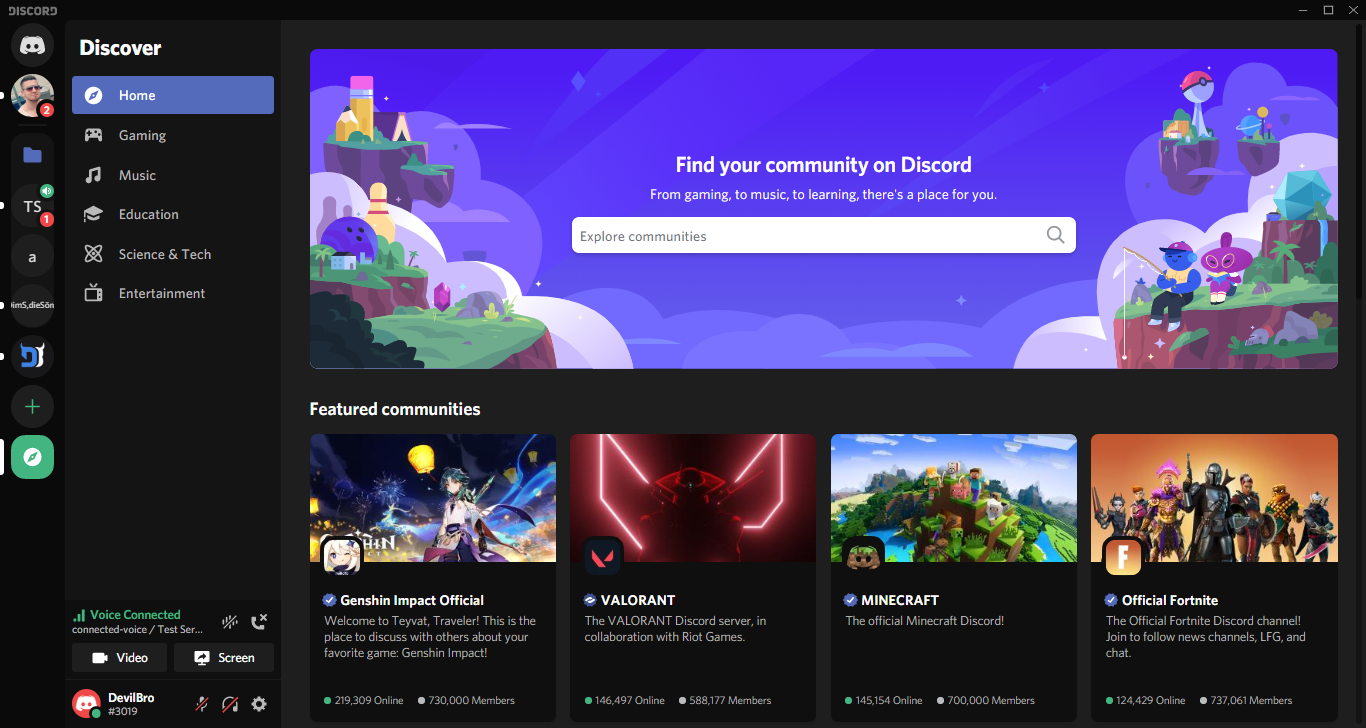 DISCORD
2
TS
1
a
Discover
Home
Gaming
Music
Education
Science & Tech
Entertainment
Voice Connected
connected-voice / Test Ser...
Video
Screen
DevilBro
#3019
Find your community on Discord
From gaming, to music, to learning, there's a place for you.
Explore communities
Featured communities
Genshin Impact Official
Welcome to Teyvat, Traveler! This is the
place to discuss with others about your
favorite game: Genshin Impact!
219,309 Online
730,000 Members
VALORANT
The VALORANT Discord server, in
collaboration with Riot Games.
146,497 Online
588,177 Members
MINECRAFT
The official Minecraft Discord!
145,154 Online
700,000 Members
F
Official Fortnite
The Official Fortnite Discord channel!
Join to follow news channels, LFG, and
chat.
124,429 Online
737,061 Members